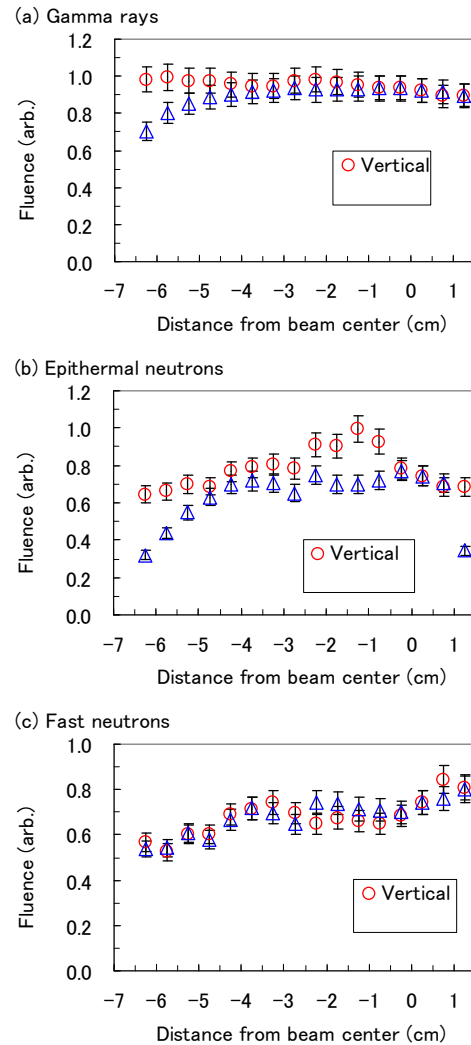 (a) Gamma rays
1.2
1.0
0.8
0.6
0.4
0.2
0.0
Fluence (arb.)
Vertical
-7 -6 -5 -4 -3 -2 -1 0 1
Distance from beam center (cm)
(b) Epithermal neutrons
1.2
1.0
0.8
0.6
0.4
0.2
0.0
Fluence (arb.)
Vertical
-7 -6 -5 -4 -3 -2 -1 0 1
Distance from beam center (cm)
(c) Fast neutrons
1.0
0.8
0.6
0.4
0.2
0.0
Fluence (arb.)
Vertical
-7 -6 -5 -4 -3 -2 -1 0 1
Distance from beam center (cm)